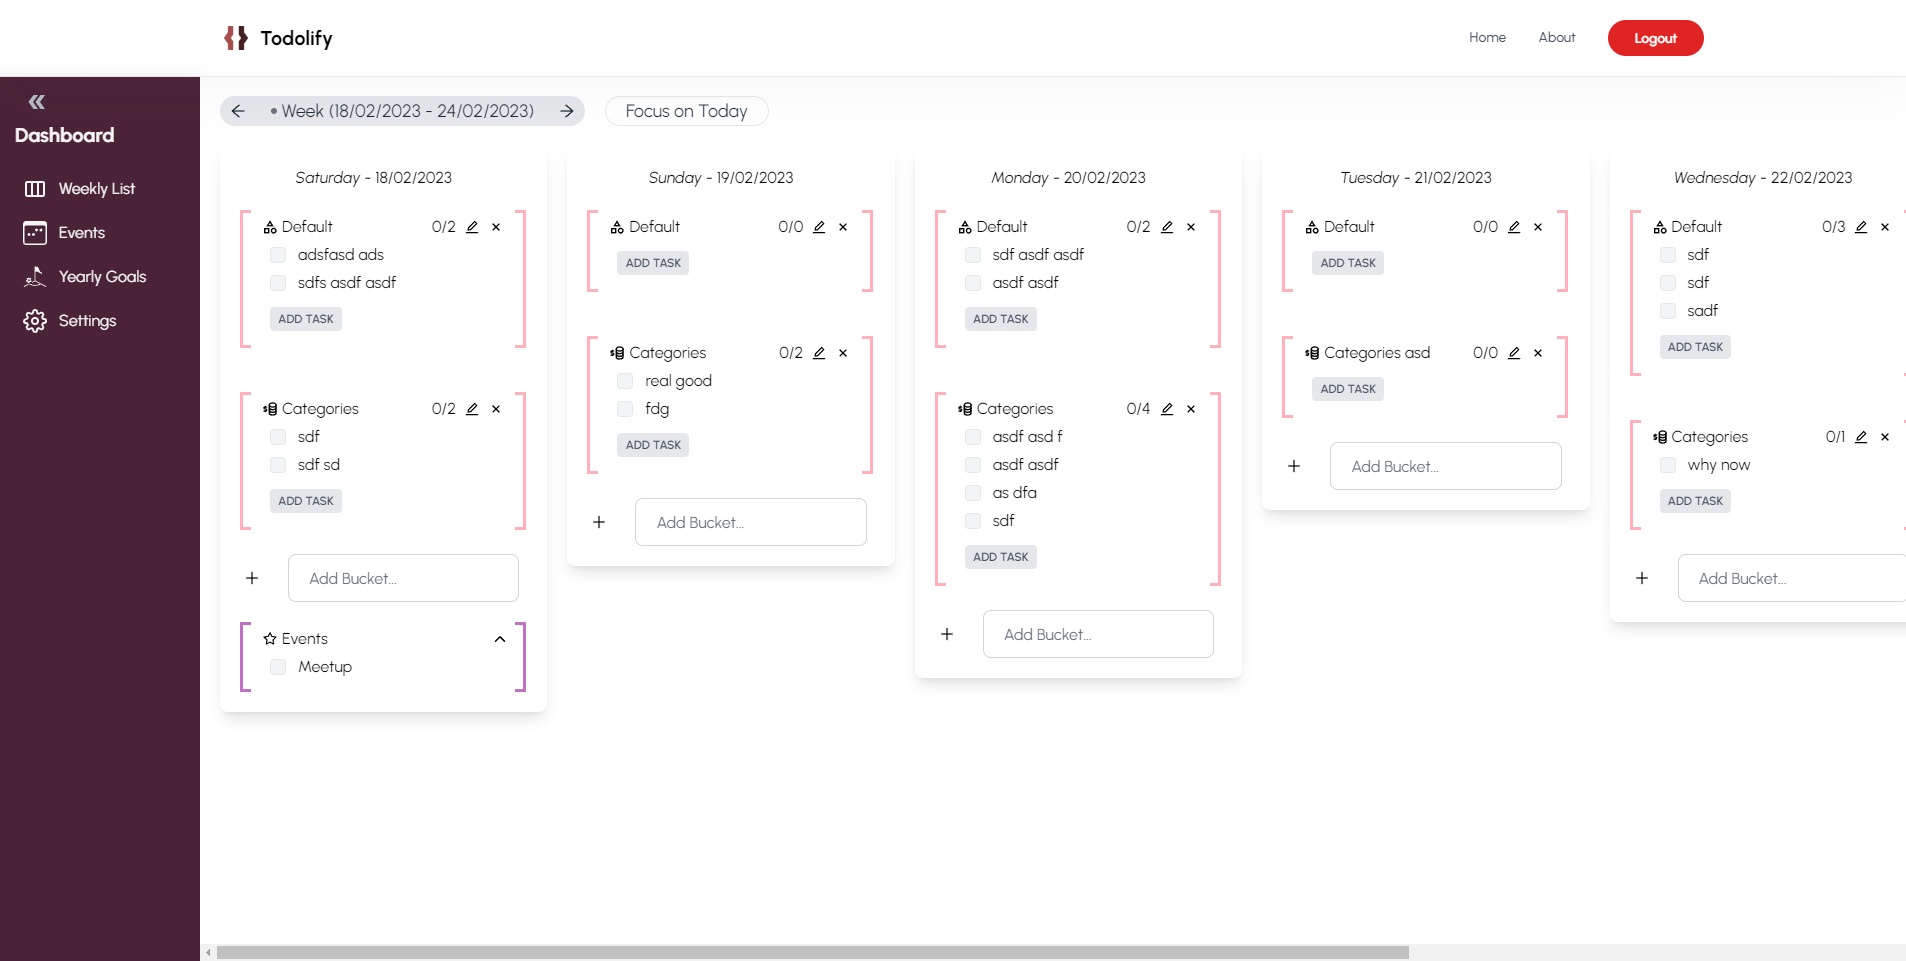 Todolify
Home
About
Logout
Dashboard
Weekly List
Events
Yearly Goals
Settings
• Week (18/02/2023 - 24/02/2023)
Focus on Today
Saturday - 18/02/2023
Default 0/2
adsfasd ads
sdfs asdf asdf
ADD TASK
Categories 0/2
sdf
sdf sd
ADD TASK
Add Bucket...
Events
Meetup
Sunday - 19/02/2023
Default 0/0
ADD TASK
Categories 0/2
real good
fdg
ADD TASK
Add Bucket...
Monday - 20/02/2023
Default 0/2
sdf asdf asdf
asdf asdf
ADD TASK
Categories 0/4
asdf asd f
asdf asdf
as dfa
sdf
ADD TASK
Add Bucket...
Tuesday - 21/02/2023
Default 0/0
ADD TASK
Categories asd 0/0
ADD TASK
Add Bucket...
Wednesday - 22/02/2023
Default 0/3
sdf
sdf
sadf
ADD TASK
Categories 0/1
why now
ADD TASK
Add Bucket...